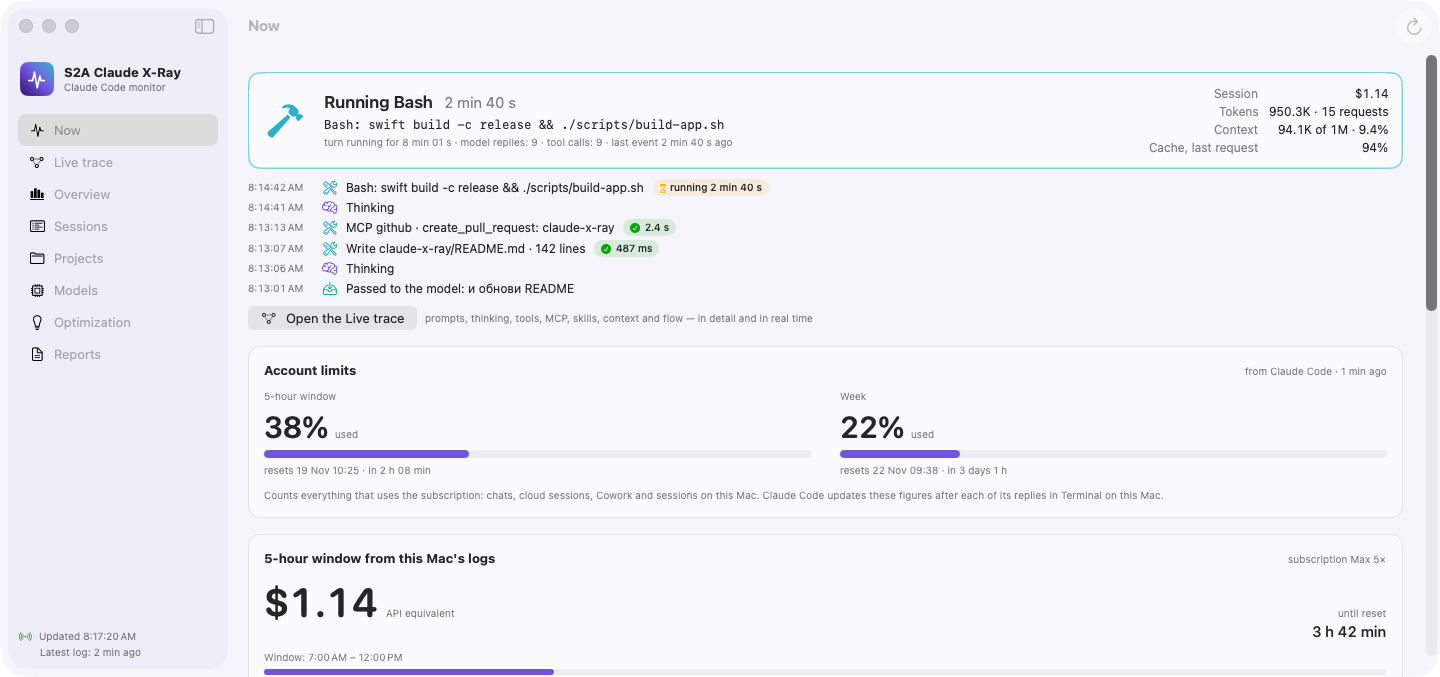 Now
S2A Claude X-Ray
Claude Code monitor
Now
Live trace
Overview
Sessions
Projects
Models
Optimization
Reports
Updated 8:17:20 AM
Latest log: 2 min ago
Running Bash 2 min 40 s
Bash: swift build -c release && ./scripts/build-app.sh
turn running for 8 min 01 s · model replies: 9 · tool calls: 9 · last event 2 min 40 s ago
Session $1.14
Tokens 950.3K · 15 requests
Context 94.1K of 1M · 9.4%
Cache, last request 94%
8:14:42 AM Bash: swift build -c release && ./scripts/build-app.sh running 2 min 40 s
8:14:41 AM Thinking
8:13:13 AM MCP github · create_pull_request: claude-x-ray 2.4 s
8:13:07 AM Write claude-x-ray/README.md · 142 lines 487 ms
8:13:06 AM Thinking
8:13:01 AM Passed to the model: и обнови README
Open the Live trace prompts, thinking, tools, MCP, skills, context and flow — in detail and in real time
Account limits from Claude Code · 1 min ago
5-hour window
38% used
resets 19 Nov 10:25 · in 2 h 08 min
Week
22% used
resets 22 Nov 09:38 · in 3 days 1 h
Counts everything that uses the subscription: chats, cloud sessions, Cowork and sessions on this Mac. Claude Code updates these figures after each of its replies in Terminal on this Mac.
5-hour window from this Mac's logs subscription Max 5×
$1.14 API equivalent
until reset
3 h 42 min
Window: 7:00 AM – 12:00 PM